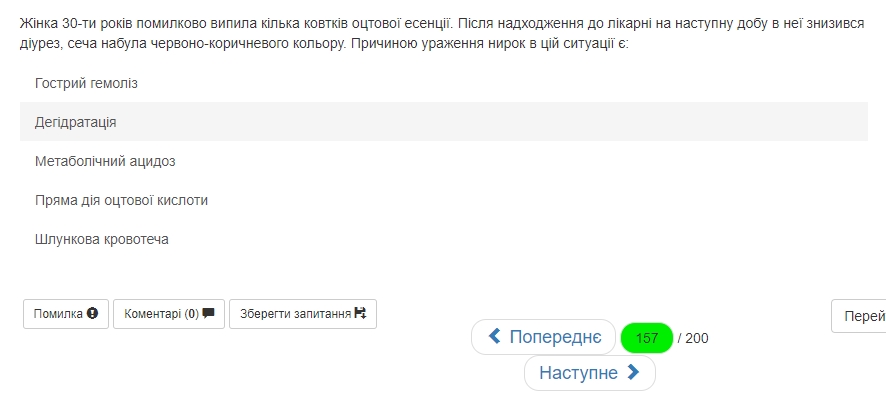 Жінка 30-ти років помилково випила кілька ковтків оцтової есенції. Після надходження до лікарні на наступну добу в неї знизився
діурез, сеча набула червоно-коричневого кольору. Причиною ураження нирок в цій ситуації є:
Гострий гемоліз
Дегідратація
Метаболічний ацидоз
Пряма дія оцтової кислоти
Шлункова кровотеча
Помилка Коментарі (0) Зберегти запитання
Перей
Попереднє 157 / 200
Наступне